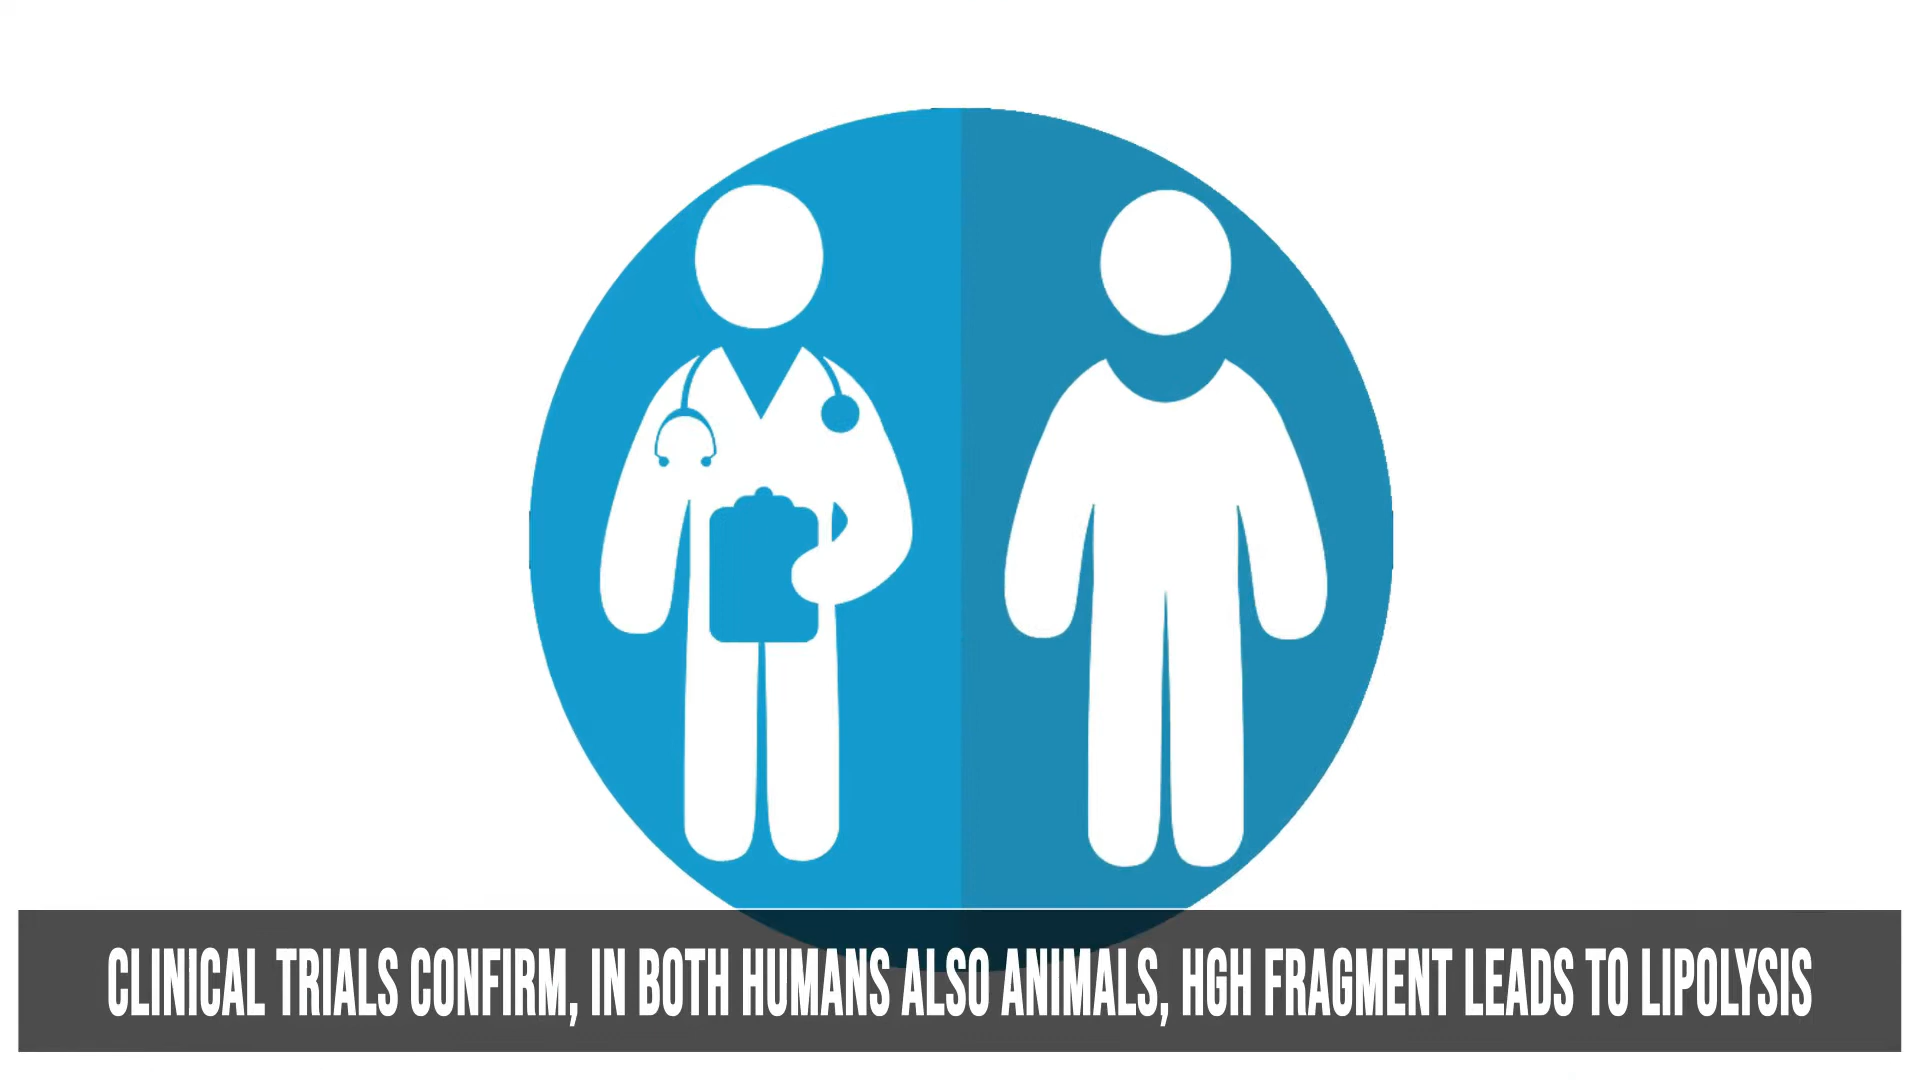 CLINICAL TRIALS CONFIRM, IN BOTH HUMANS ALSO ANIMALS, HGH FRAGMENT LEADS TO LIPOLYSIS